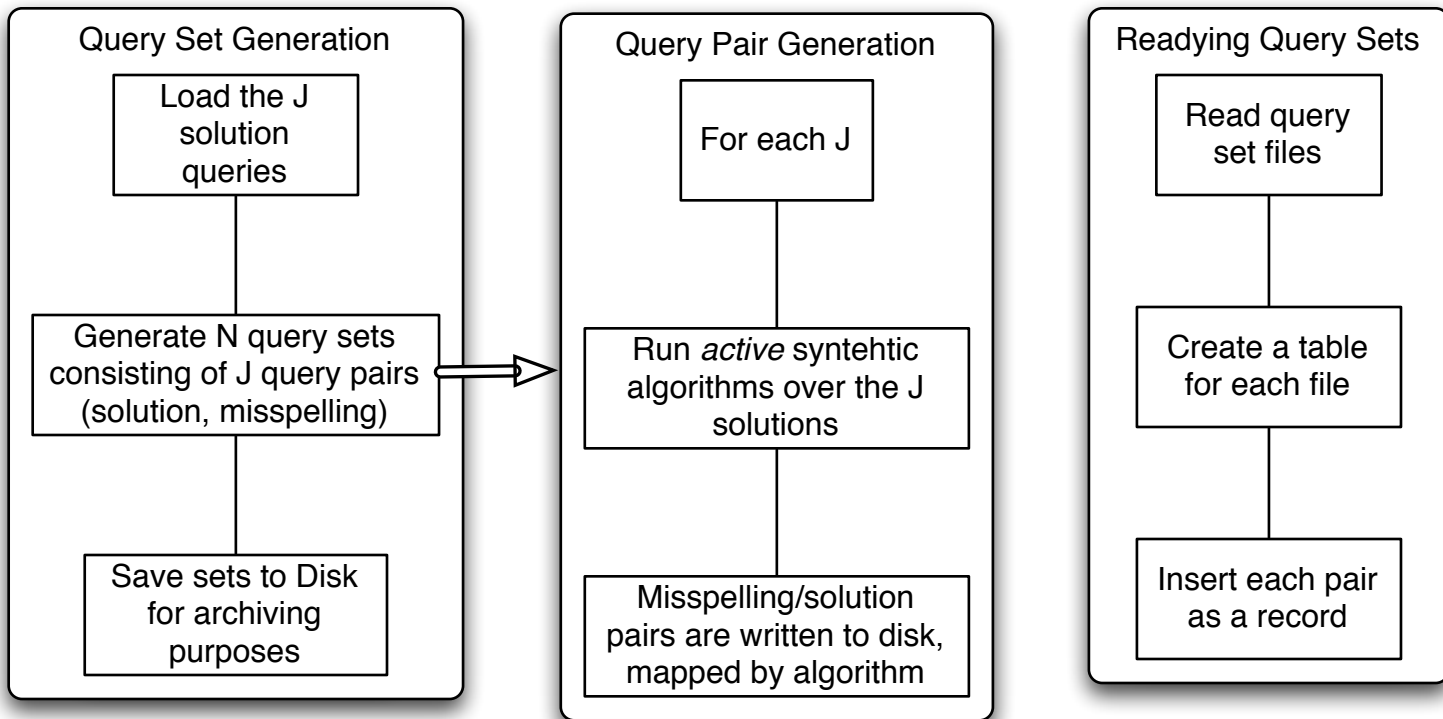 Query Set Generation
Load the J
solution
queries
Generate N query sets
consisting of J query pairs
(solution, misspelling)
Save sets to Disk
for archiving
purposes
Query Pair Generation
For each J
Run active syntehtic
algorithms over the J
solutions
Misspelling/solution
pairs are written to disk,
mapped by algorithm
Readying Query Sets
Read query
set files
Create a table
for each file
Insert each pair
as a record